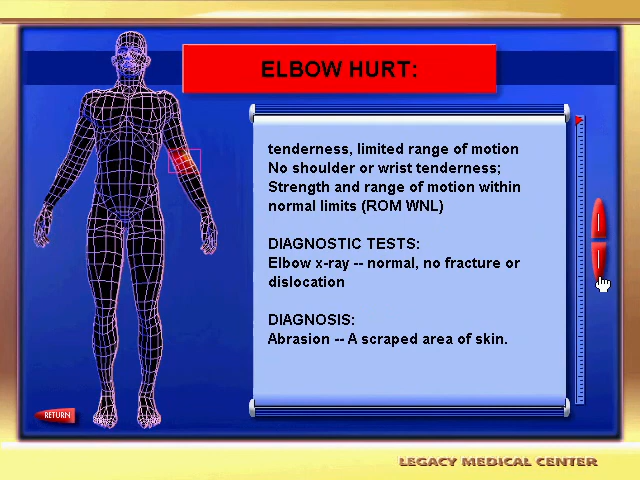 ELBOW HURT:
tenderness, limited range of motion
No shoulder or wrist tenderness;
Strength and range of motion within
normal limits (ROM WNL)
DIAGNOSTIC TESTS:
Elbow x-ray -- normal, no fracture or
dislocation
DIAGNOSIS:
Abrasion -- A scraped area of skin.
RETURN
LEGACY MEDICAL CENTER